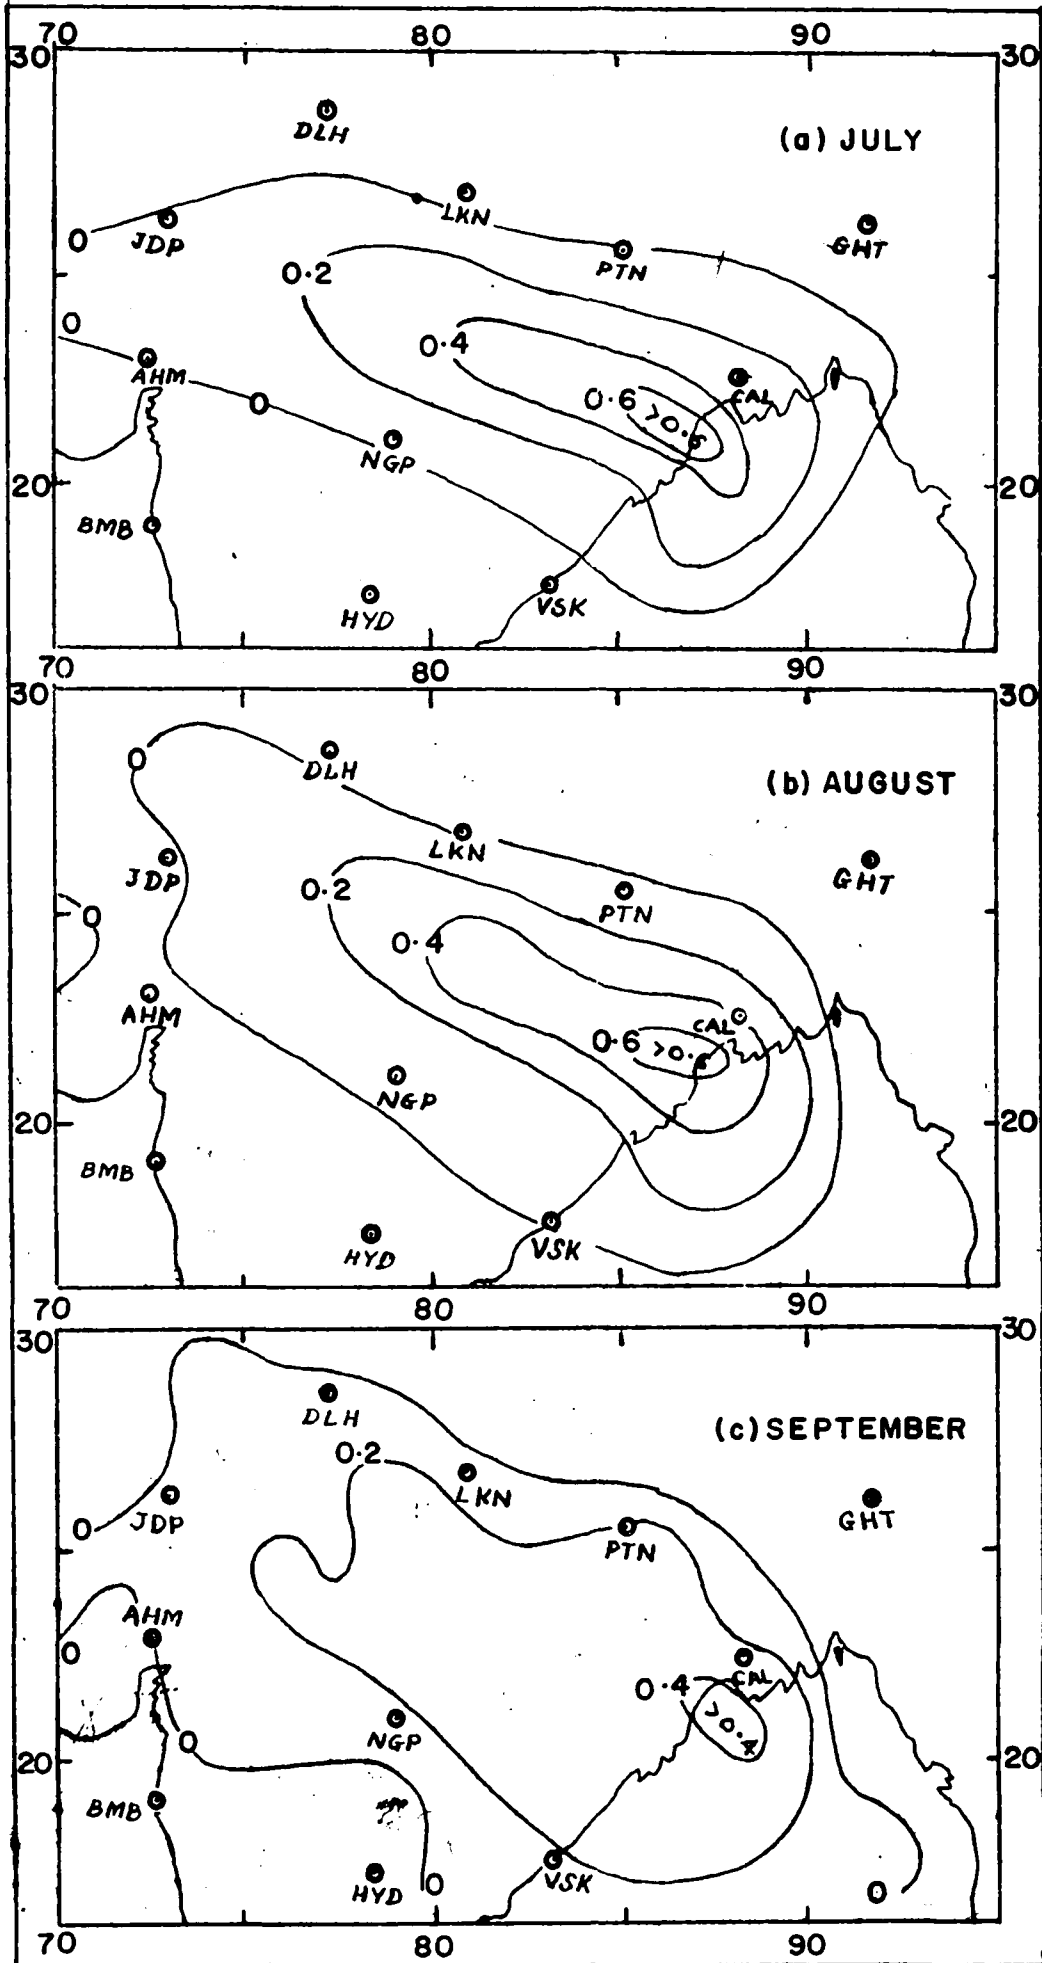 70 80 90
30 30
DLH
(a) JULY
LKN
JDP
GHT
0
PTN
0.2
0
0.4
AHM
0.6
CAL
0
>0.6
NGP
20 20
BMB
HYD
VSK
70 80 90
30 30
0
DLH
(b) AUGUST
LKN
JDP
GHT
0.2
PTN
0
0.4
AHM
CAL
0.6
NGP
20 20
BMB
HYD
VSK
70 80 90
30 30
DLH
(c) SEPTEMBER
0.2
LKN
JDP
GHT
0
PTN
AHM
0
CAL
0.4
>0.4
NGP
0
20 20
BMB
HYD
0
VSK
0
70 80 90